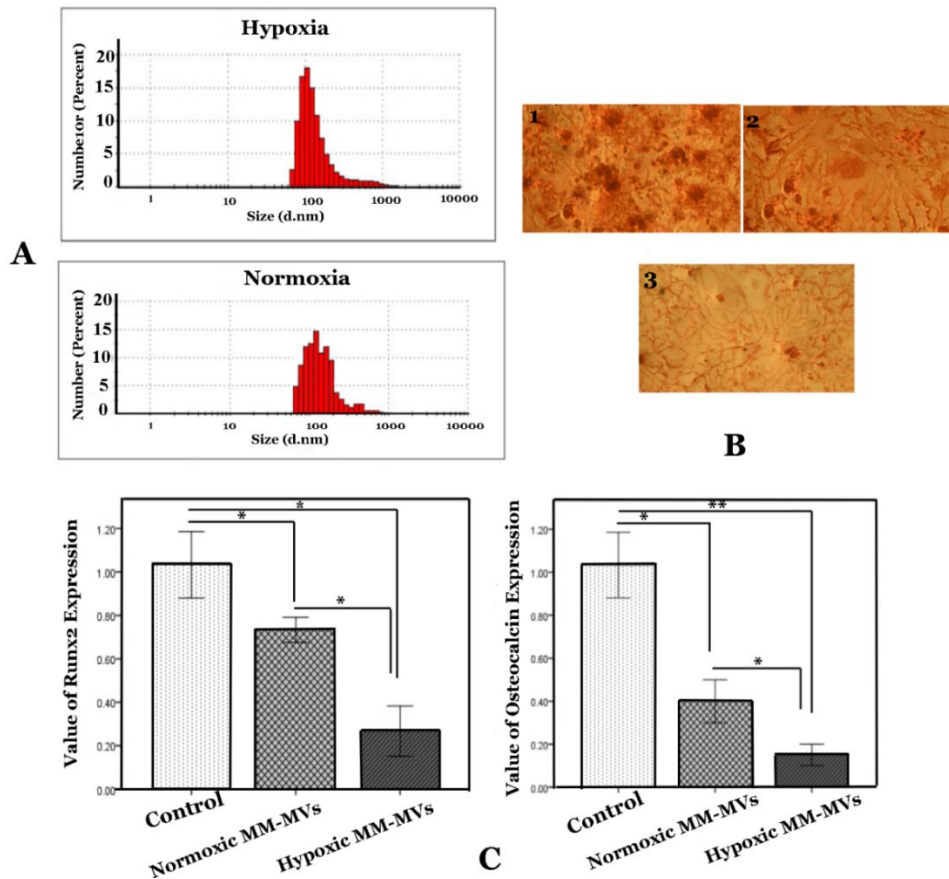 Hypoxia
Number10r (Percent)
20
15
10
5
0
1
10
100
1000
10000
Size (d.nm)
A
Normoxia
Number (Percent)
20
15
10
5
0
1
10
100
1000
10000
Size (d.nm)
1
2
3
B
Value of Runx2 Expression
1.20
1.00
0.80
0.60
0.40
0.20
0.00
*
*
*
Control
Normoxic MM-MVs
Hypoxic MM-MVs
Value of Osteocalcin Expression
1.20
1.00
0.80
0.60
0.40
0.20
0.00
**
*
*
Control
Normoxic MM-MVs
Hypoxic MM-MVs
C